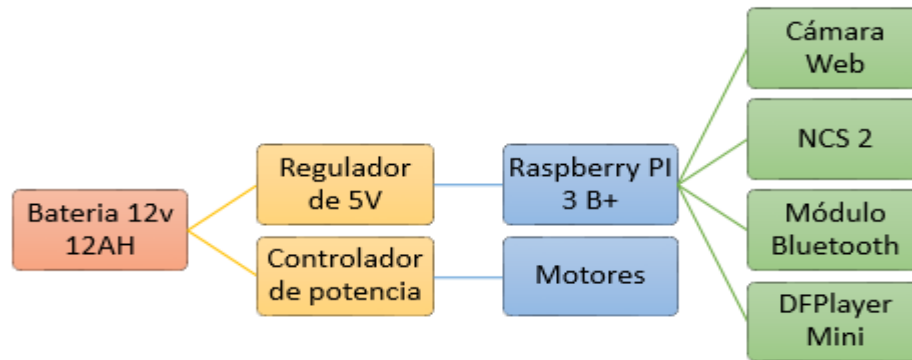 Bateria 12v
12AH
Regulador
de 5V
Controlador
de potencia
Raspberry PI
3 B+
Motores
Cámara
Web
NCS 2
Módulo
Bluetooth
DFPlayer
Mini